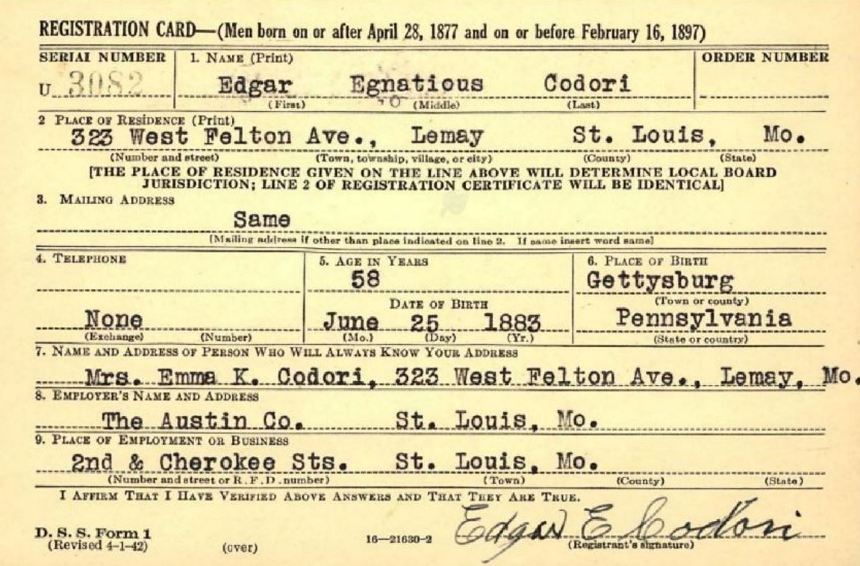 REGISTRATION CARD—(Men born on or after April 28, 1877 and on or before February 16, 1897)
SERIAL NUMBER 1. NAME (Print) ORDER NUMBER
U 3082 Edgar Egnatious Codori
(First) (Middle) (Last)
2 PLACE OF RESIDENCE (Print)
323 West Felton Ave., Lemay St. Louis, Mo.
(Number and street) (Town, township, village, or city) (County) (State)
[THE PLACE OF RESIDENCE GIVEN ON THE LINE ABOVE WILL DETERMINE LOCAL BOARD
JURISDICTION; LINE 2 OF REGISTRATION CERTIFICATE WILL BE IDENTICAL]
3. MAILING ADDRESS
Same
[Mailing address if other than place indicated on line 2. If same insert word same]
4. TELEPHONE 5. AGE IN YEARS 6. PLACE OF BIRTH
58 Gettysburg
DATE OF BIRTH (Town or county)
None June 25 1883 Pennsylvania
(Exchange) (Number) (Mo.) (Day) (Yr.) (State or country)
7. NAME AND ADDRESS OF PERSON WHO WILL ALWAYS KNOW YOUR ADDRESS
Mrs. Emma K. Codori, 323 West Felton Ave., Lemay, Mo.
8. EMPLOYER'S NAME AND ADDRESS
The Austin Co. St. Louis, Mo.
9. PLACE OF EMPLOYMENT OR BUSINESS
2nd & Cherokee Sts. St. Louis, Mo.
(Number and street or R. F. D. number) (Town) (County) (State)
I AFFIRM THAT I HAVE VERIFIED ABOVE ANSWERS AND THAT THEY ARE TRUE.
D. S. S. Form 1 Edgar E Codori
(Revised 4-1-42) (over) 16—21630-2 (Registrant's signature)